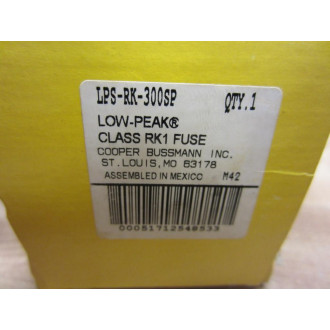 LPS-RK-300SP QTY.1
LOW-PEAK®
CLASS RK1 FUSE
COOPER BUSSMANN INC.
ST. LOUIS, MO 63178
ASSEMBLED IN MEXICO M42
00051712548533